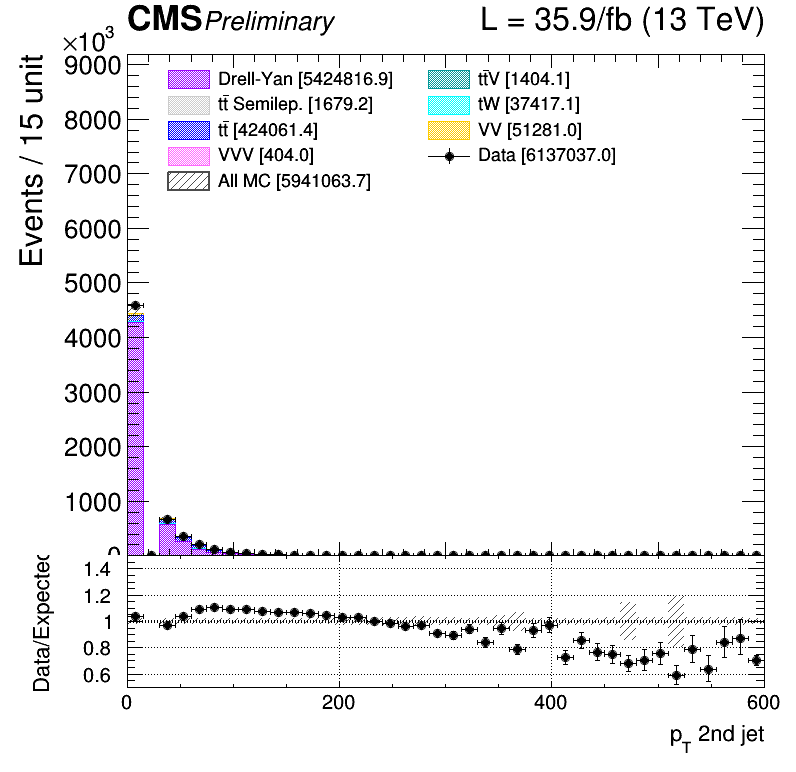 CMS Preliminary L = 35.9/fb (13 TeV)
×10³
Events / 15 unit
9000
8000
7000
6000
5000
4000
3000
2000
1000
0
Drell-Yan [5424816.9]
tt̄ Semilep. [1679.2]
tt̄ [424061.4]
VVV [404.0]
All MC [5941063.7]
tt̄V [1404.1]
tW [37417.1]
VV [51281.0]
Data [6137037.0]
Data/Expected
1.4
1.2
1
0.8
0.6
0 200 400 600
p_T 2nd jet